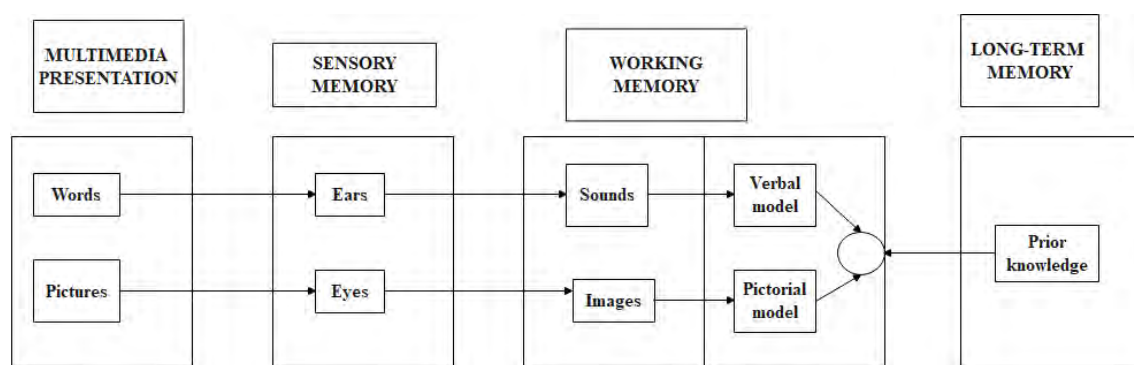 MULTIMEDIA
PRESENTATION
SENSORY
MEMORY
WORKING
MEMORY
LONG-TERM
MEMORY
Words
Ears
Sounds
Verbal
model
Prior
knowledge
Pictures
Eyes
Images
Pictorial
model